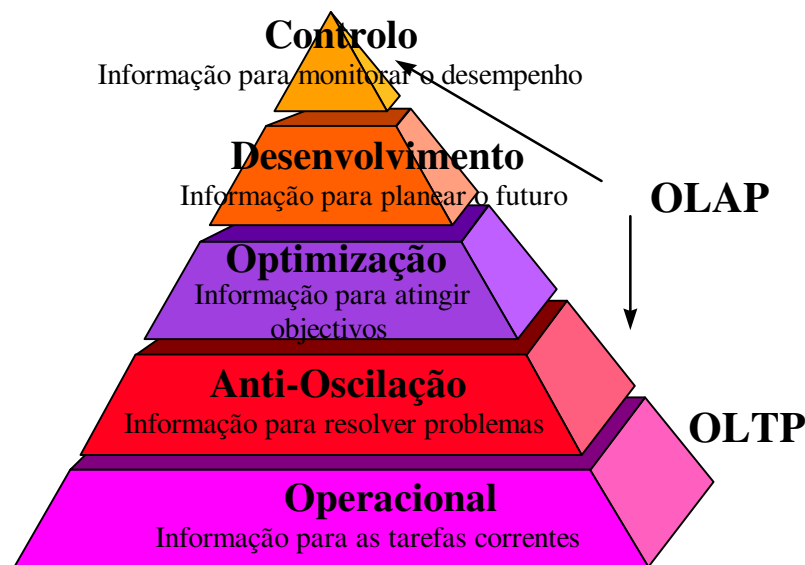 Controlo
Informação para monitorar o desempenho
Desenvolvimento
Informação para planear o futuro
OLAP
Optimização
Informação para atingir
objectivos
Anti-Oscilação
Informação para resolver problemas
OLTP
Operacional
Informação para as tarefas correntes